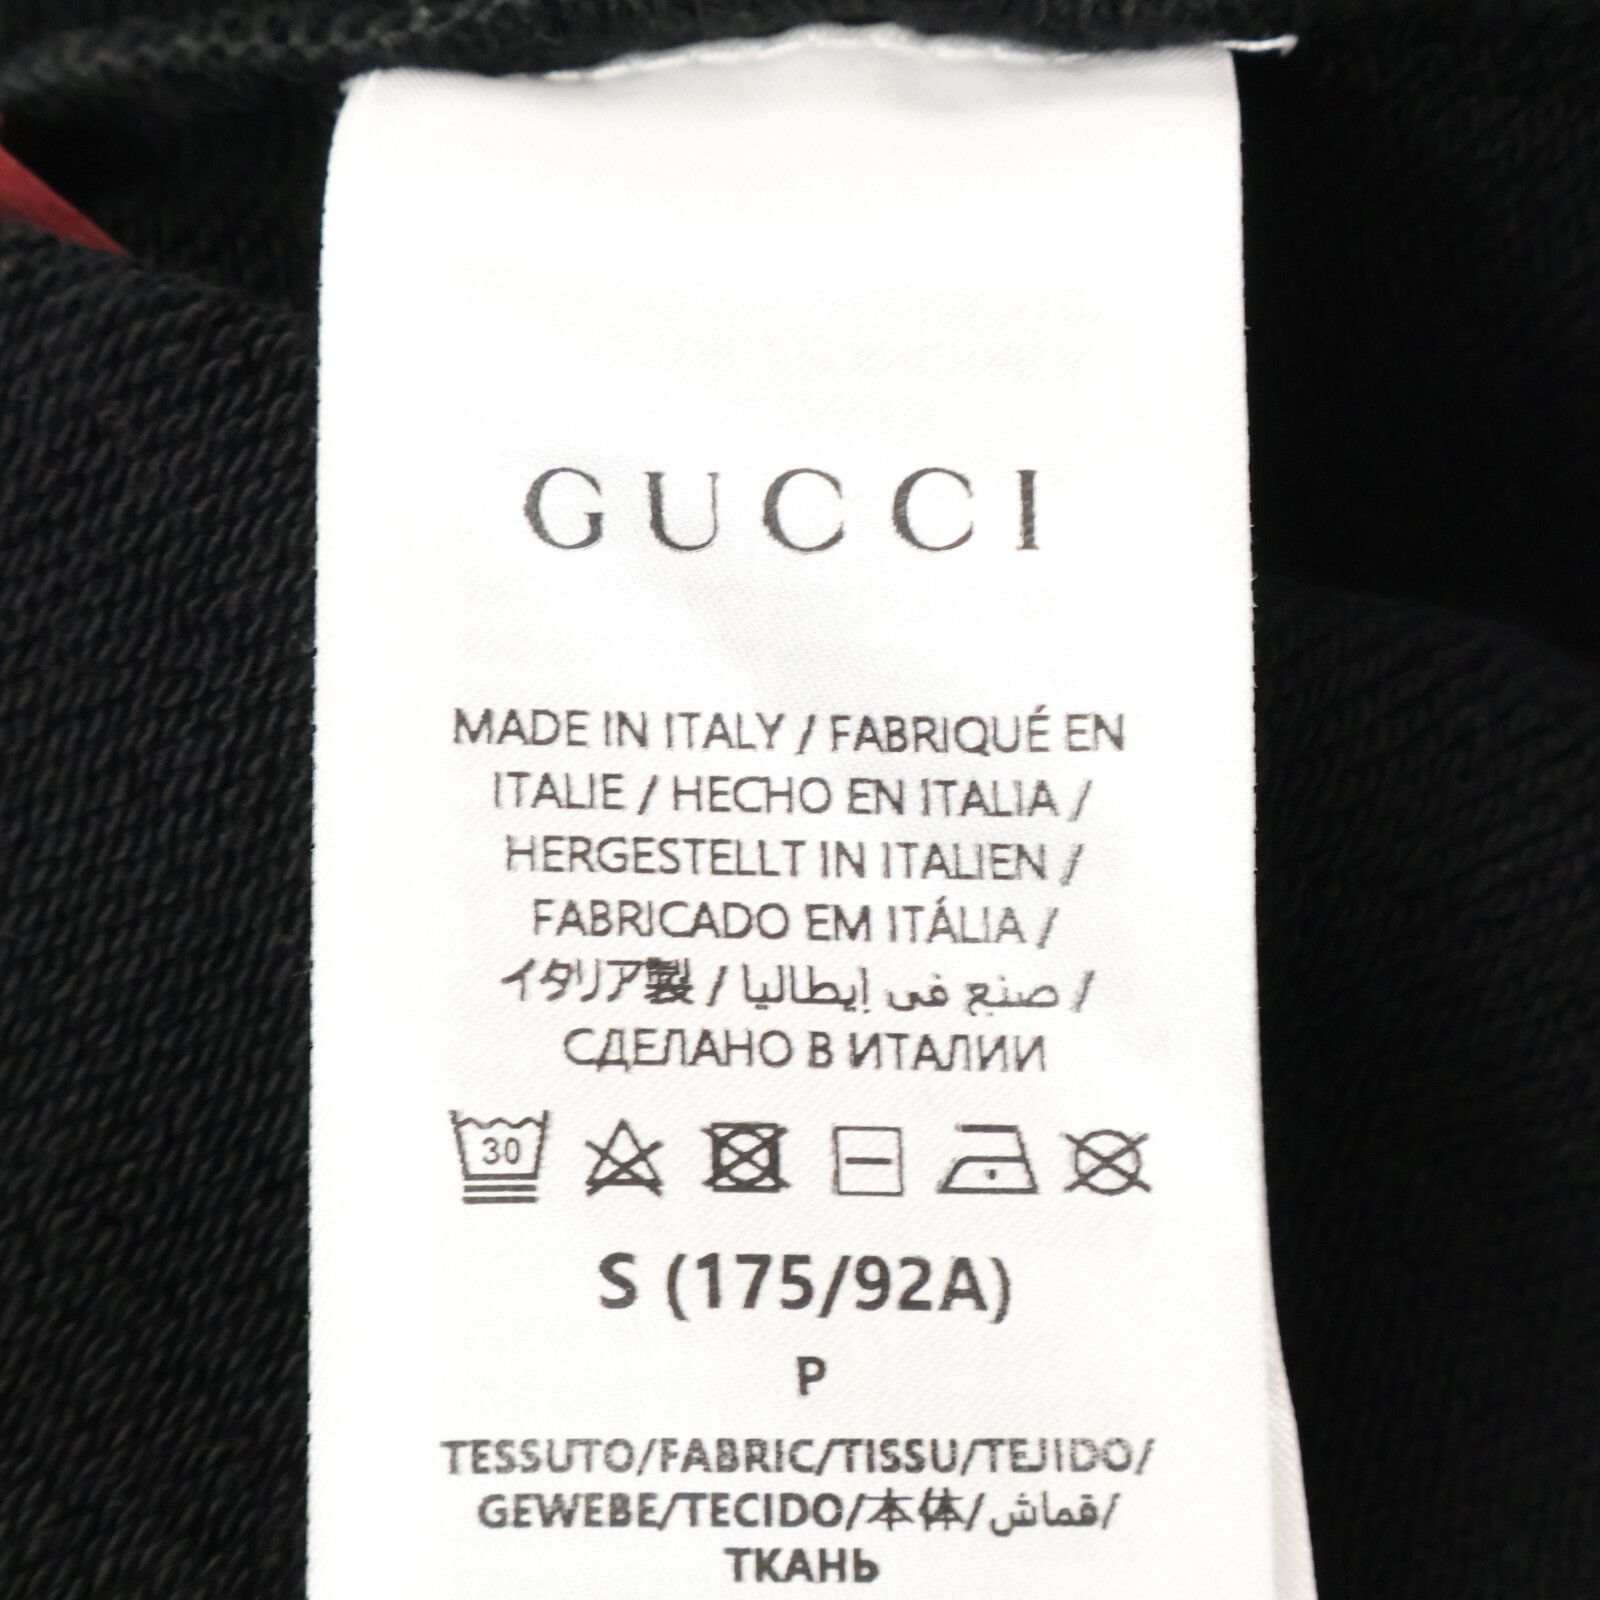 GUCCI
MADE IN ITALY / FABRIQUÉ EN
ITALIE / HECHO EN ITALIA /
HERGESTELLT IN ITALIEN /
FABRICADO EM ITÁLIA /
イタリア製 / صنع في إيطاليا /
СДЕЛАНО В ИТАЛИИ
30
S (175/92A)
P
TESSUTO/FABRIC/TISSU/TEJIDO/
GEWEBE/TECIDO/本体/قماش/
ТКАНЬ